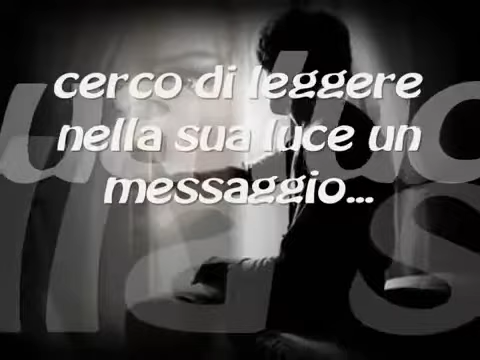 cerco di leggere
nella sua luce un
messaggio...